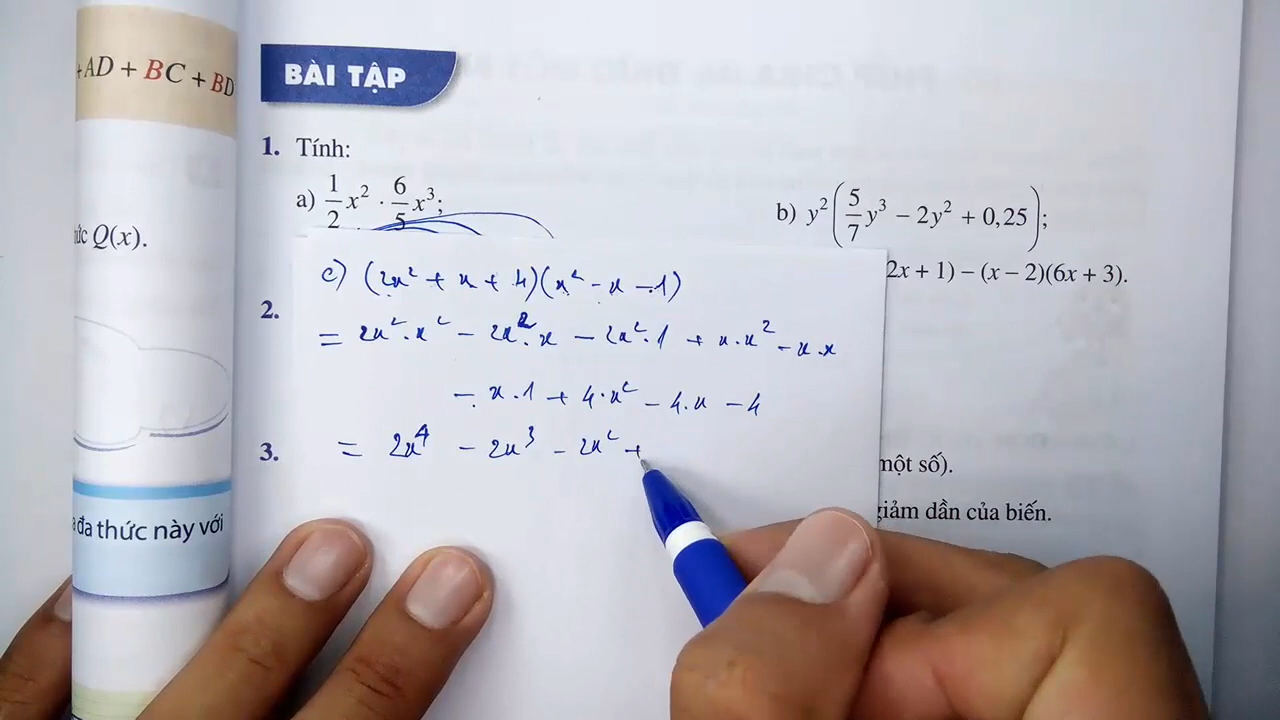 + AD + BC + BD
BÀI TẬP
1. Tính:
a) 1/2 x² · 6/5 x³;
b) y² (5/7 y³ − 2y² + 0,25);
Q(x).
c) (2x² + x + 4)(x² − x − 1)
2x + 1) − (x − 2)(6x + 3).
2.
= 2x² · x² − 2x² · x − 2x² · 1 + x · x² − x · x
− x · 1 + 4 · x² − 4 · x − 4
3.
= 2x⁴ − 2x³ − 2x² +
một số).
giảm dần của biến.
đa thức này với